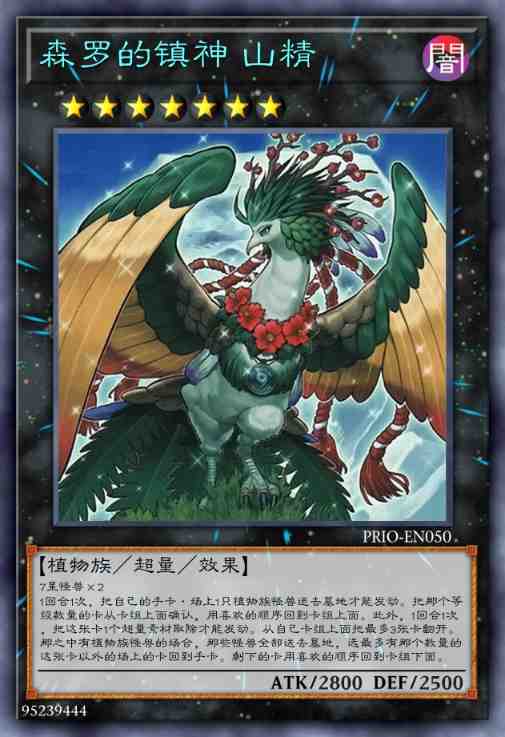 森罗的镇神 山精
闇
PRIO-EN050
【植物族／超量／效果】
7星怪兽×2
1回合1次，把自己的手卡·场上1只植物族怪兽送去墓地才能发动。把那个等
级数量的卡从卡组上面确认，用喜欢的顺序回到卡组上面。此外，1回合1次，
把这张卡1个超量素材取除才能发动。从自己卡组上面把最多3张卡翻开。
那之中有植物族怪兽的场合，那些怪兽全部送去墓地，选最多有那个数量的
这张卡以外的场上的卡回到手卡。剩下的卡用喜欢的顺序回到卡组下面。
ATK/2800 DEF/2500
95239444